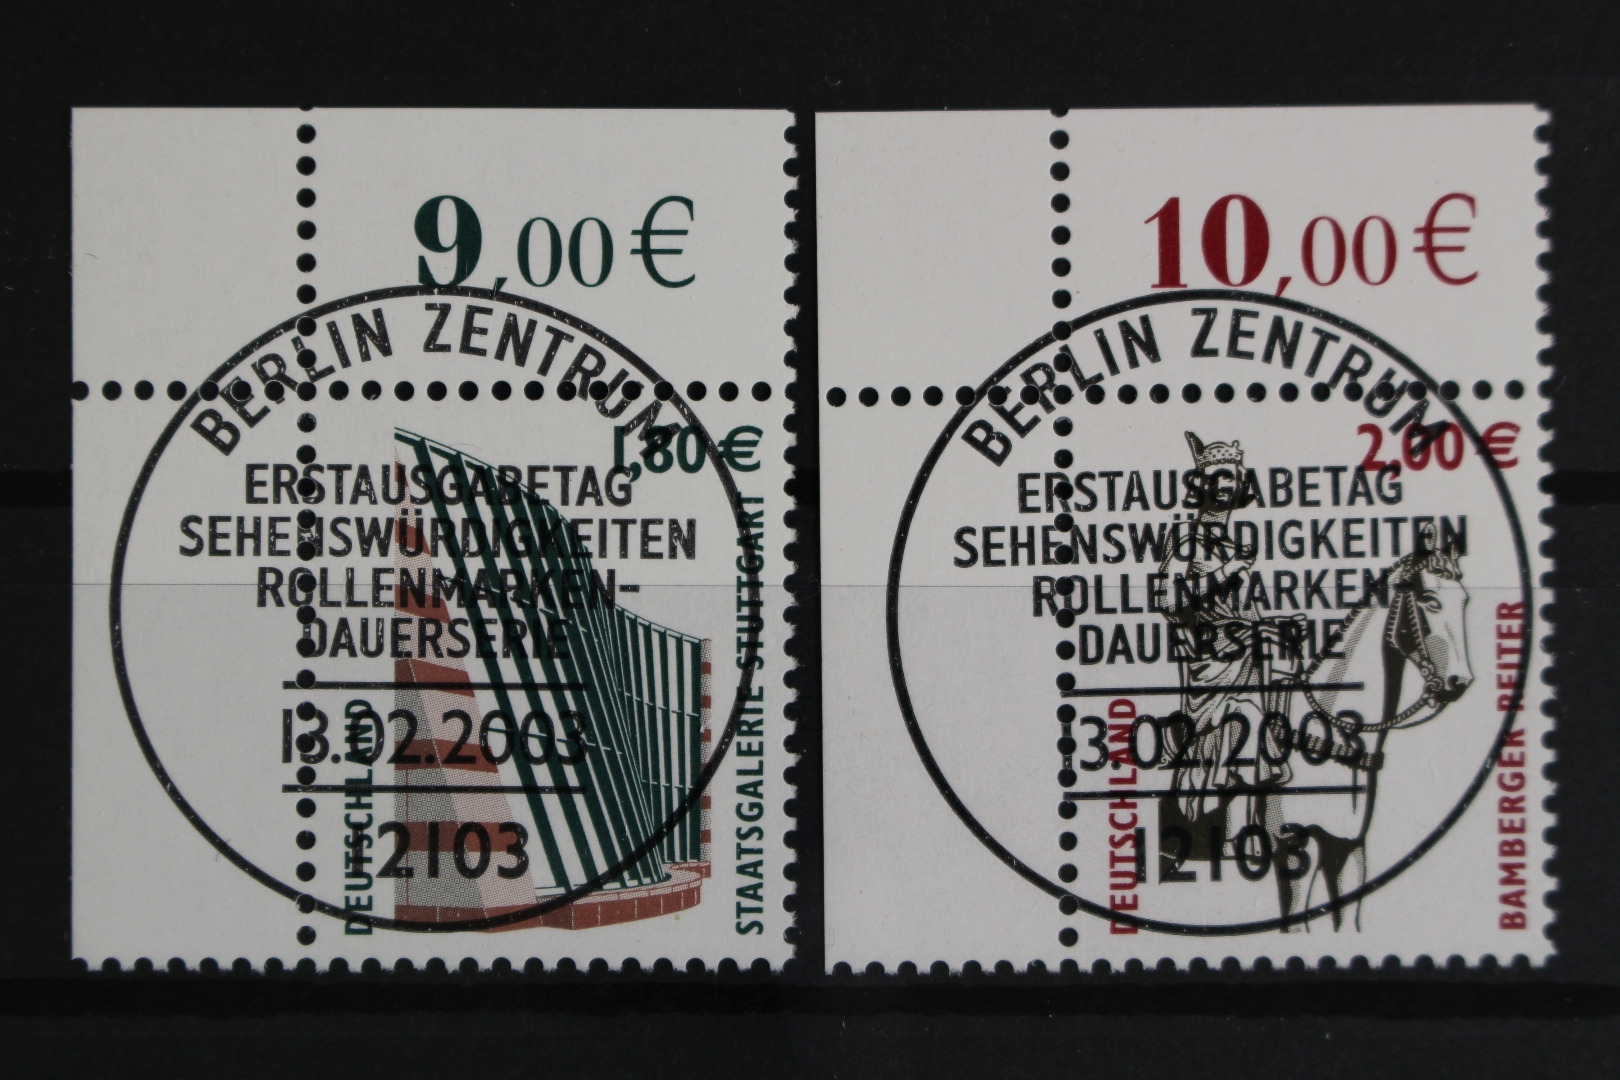 9,00 €
BERLIN ZENTRUM
1,80 €
ERSTAUSGABETAG
SEHENSWÜRDIGKEITEN
ROLLENMARKEN-
DAUERSERIE
13.02.2003
12103
DEUTSCHLAND
STAATSGALERIE STUTTGART
10,00 €
BERLIN ZENTRUM
2,00 €
ERSTAUSGABETAG
SEHENSWÜRDIGKEITEN
ROLLENMARKEN-
DAUERSERIE
13.02.2003
12103
DEUTSCHLAND
BAMBERGER REITER